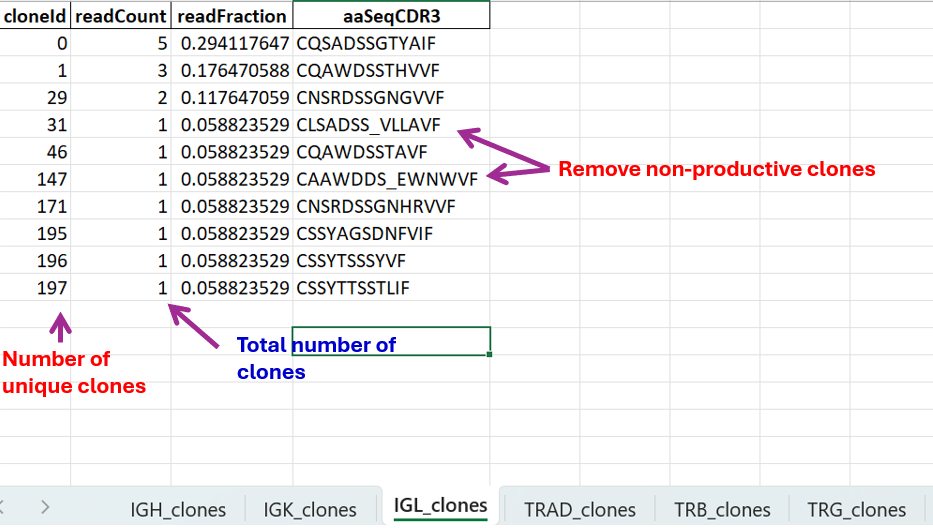 cloneId readCount readFraction aaSeqCDR3
0 5 0.294117647 CQSADSSGTYAIF
1 3 0.176470588 CQAWDSSTHVVF
29 2 0.117647059 CNSRDSSGNGVVF
31 1 0.058823529 CLSADSS_VLLAVF
46 1 0.058823529 CQAWDSSTAVF
147 1 0.058823529 CAAWDDS_EWNWVF
171 1 0.058823529 CNSRDSSGNHRVVF
195 1 0.058823529 CSSYAGSDNFVIF
196 1 0.058823529 CSSYTSSSYVF
197 1 0.058823529 CSSYTTSSTLIF
Remove non-productive clones
Number of
unique clones
Total number of
clones
IGH_clones IGK_clones IGL_clones TRAD_clones TRB_clones TRG_clones